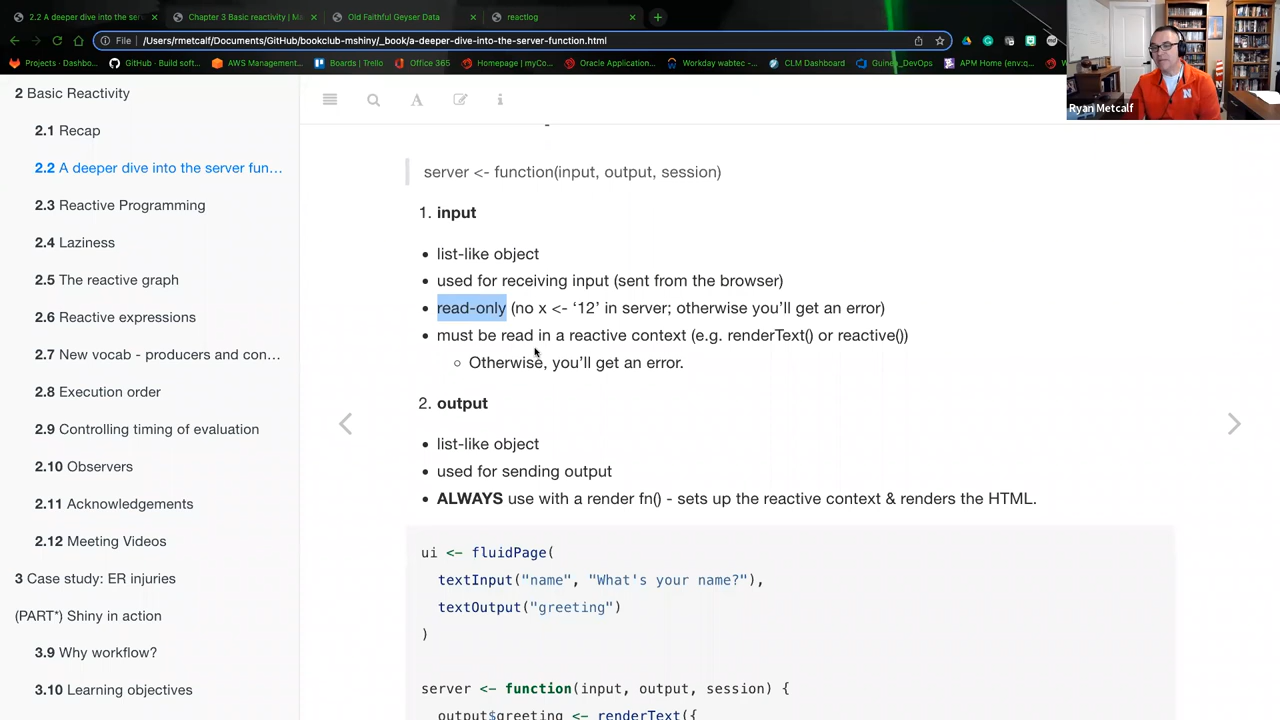 2.2 A deeper dive into the ser
Chapter 3 Basic reactivity | Ma
Old Faithful Geyser Data
reactlog
File
/Users/rmetcalf/Documents/GitHub/bookclub-mshiny/_book/a-deeper-dive-into-the-server-function.html
Projects - Dashbo...
GitHub · Build soft...
AWS Management...
Boards | Trello
Office 365
Homepage | myCo...
Oracle Application...
Workday wabtec -...
CLM Dashboard
Guinea_DevOps
APM Home (env:q...
Ryan Metcalf
2 Basic Reactivity
2.1 Recap
2.2 A deeper dive into the server fun...
2.3 Reactive Programming
2.4 Laziness
2.5 The reactive graph
2.6 Reactive expressions
2.7 New vocab - producers and con...
2.8 Execution order
2.9 Controlling timing of evaluation
2.10 Observers
2.11 Acknowledgements
2.12 Meeting Videos
3 Case study: ER injuries
(PART*) Shiny in action
3.9 Why workflow?
3.10 Learning objectives
server <- function(input, output, session)
1. input
• list-like object
• used for receiving input (sent from the browser)
• read-only (no x <- ‘12’ in server; otherwise you’ll get an error)
• must be read in a reactive context (e.g. renderText() or reactive())
○ Otherwise, you’ll get an error.
2. output
• list-like object
• used for sending output
• ALWAYS use with a render fn() - sets up the reactive context & renders the HTML.
ui <- fluidPage(
textInput("name", "What's your name?"),
textOutput("greeting")
)
server <- function(input, output, session) {
output$greeting <- renderText({